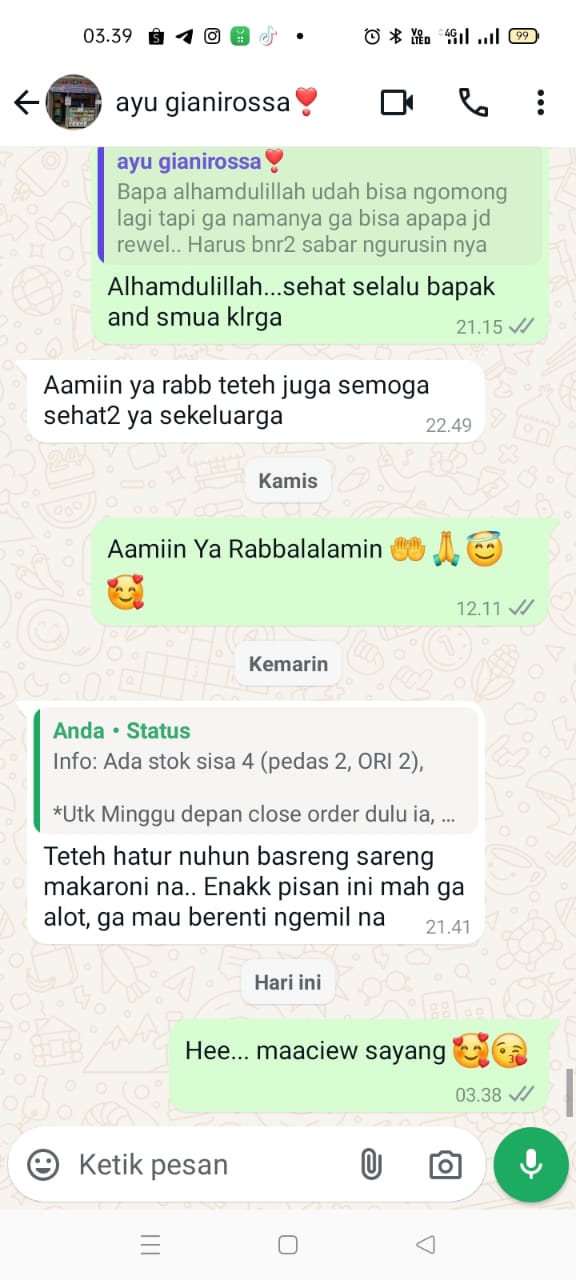 03.39
VoLTE
4G
99
ayu gianirossa❣️
ayu gianirossa❣️
Bapa alhamdulillah udah bisa ngomong
lagi tapi ga namanya ga bisa apapa jd
rewel.. Harus bnr2 sabar ngurusin nya
Alhamdulillah...sehat selalu bapak
and smua klrga
21.15
Aamiin ya rabb teteh juga semoga
sehat2 ya sekeluarga
22.49
Kamis
Aamiin Ya Rabbalalamin 🤲🙏😇
🥰
12.11
Kemarin
Anda • Status
Info: Ada stok sisa 4 (pedas 2, ORI 2),
*Utk Minggu depan close order dulu ia, ...
Teteh hatur nuhun basreng sareng
makaroni na.. Enakk pisan ini mah ga
alot, ga mau berenti ngemil na
21.41
Hari ini
Hee... maaciew sayang 🥰😘
03.38
Ketik pesan